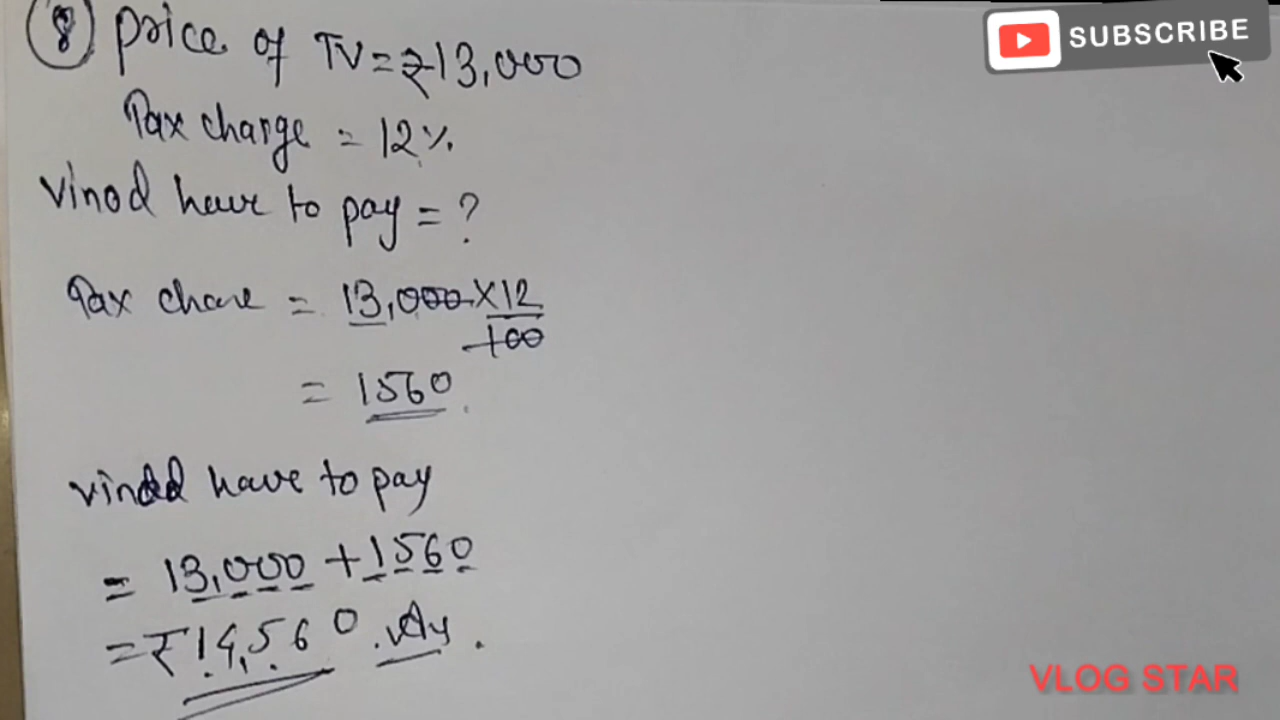 (8) price of TV = ₹13,000
Tax charge = 12%
Vinod have to pay = ?
Tax chare = 13,000 × 12
100
= 1560
vinod have to pay
= 13,000 + 1560
= ₹14,560. Ans.
SUBSCRIBE
VLOG STAR